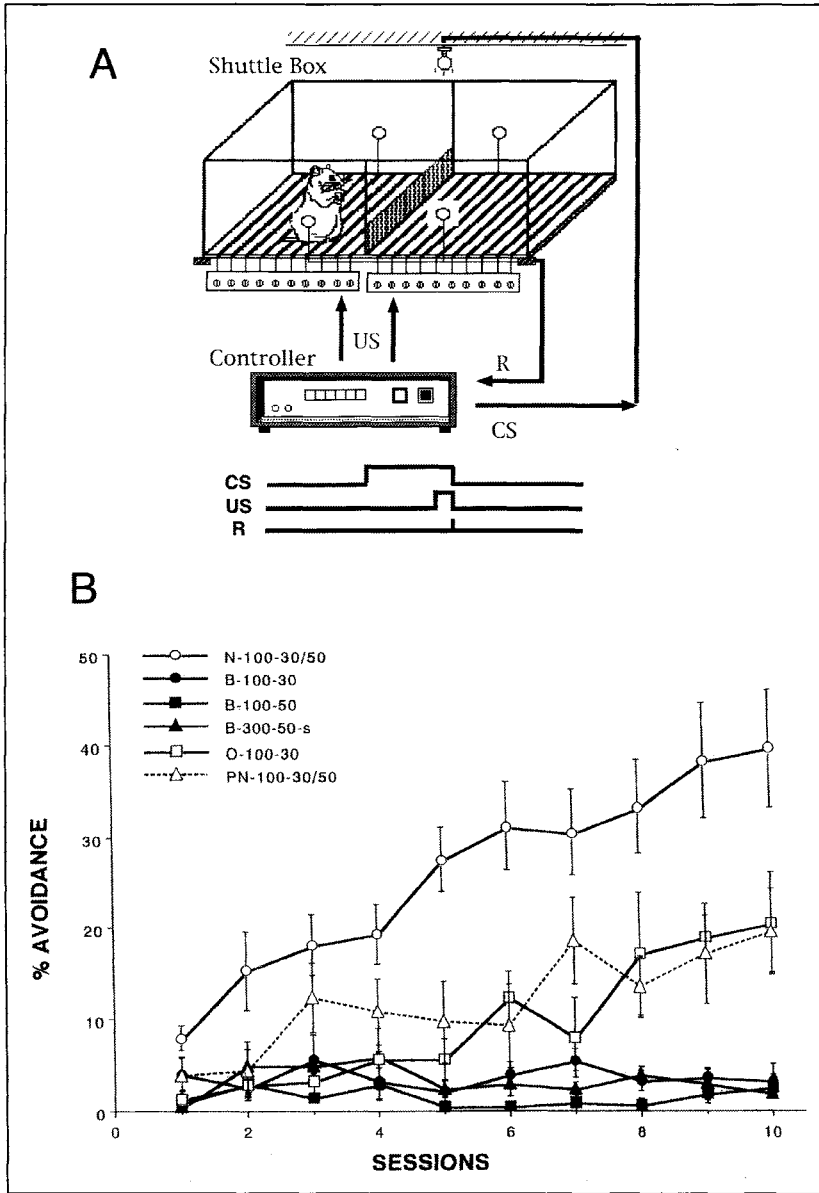 A
Shuttle Box
US
Controller
R
CS
CS
US
R
B
50
40
30
20
10
0
% AVOIDANCE
N-100-30/50
B-100-30
B-100-50
B-300-50-s
O-100-30
PN-100-30/50
0 2 4 6 8 10
SESSIONS